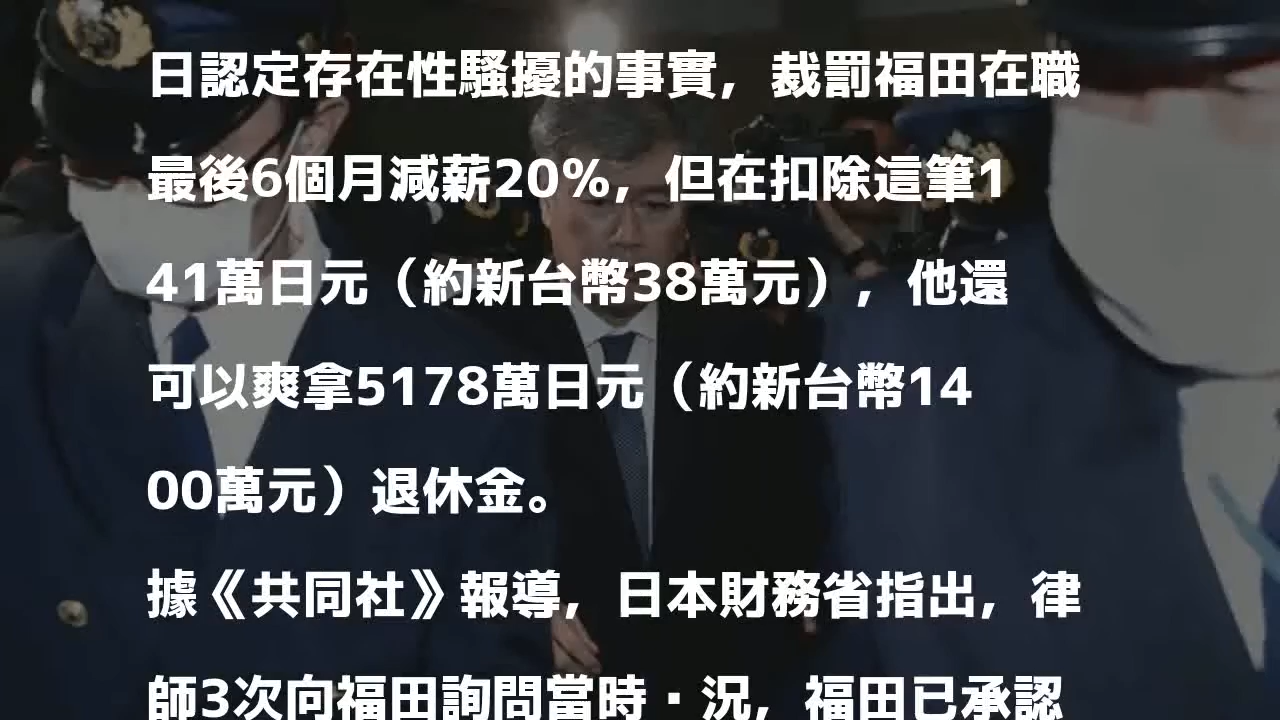 日認定存在性騷擾的事實，裁罰福田在職
最後6個月減薪20%，但在扣除這筆1
41萬日元（約新台幣38萬元），他還
可以爽拿5178萬日元（約新台幣14
00萬元）退休金。
據《共同社》報導，日本財務省指出，律
師3次向福田詢問當時·況，福田已承認